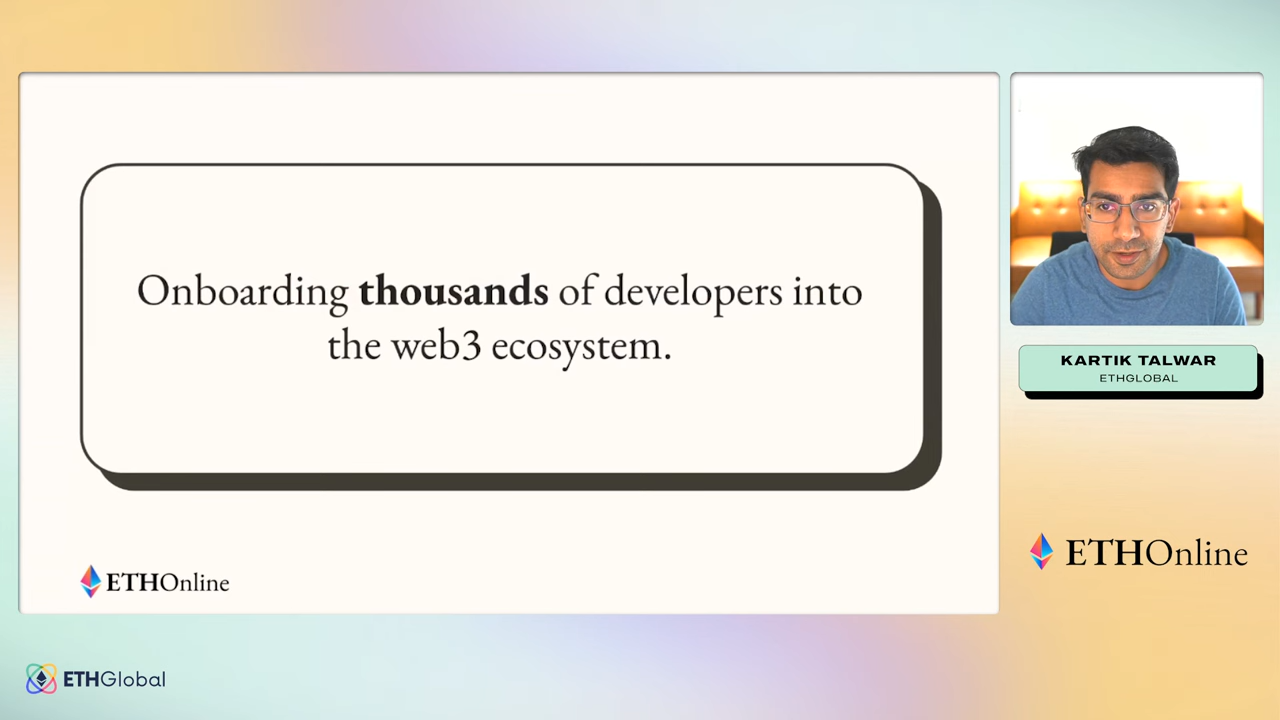 Onboarding thousands of developers into
the web3 ecosystem.
ETHOnline
KARTIK TALWAR
ETHGLOBAL
ETHOnline
ETHGlobal